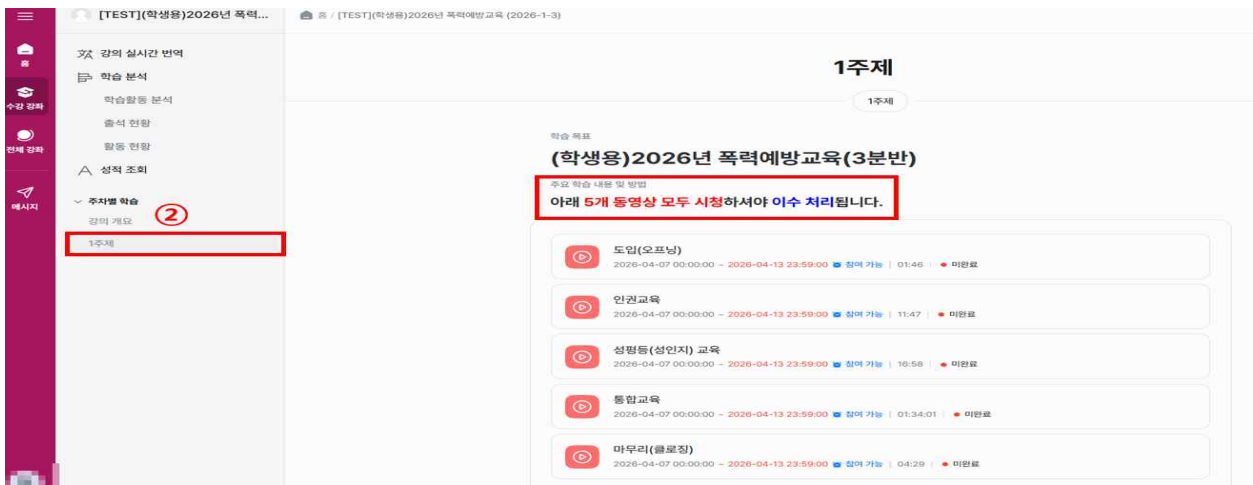 [TEST](학생용)2026년 폭력...
홈 / [TEST](학생용)2026년 폭력예방교육 (2026-1-3)
홈
수강 강좌
전체 강좌
메시지
강의 실시간 번역
학습 분석
학습활동 분석
출석 현황
활동 현황
성적 조회
주차별 학습
강의 개요
②
1주제
1주제
1주제
학습 목표
(학생용)2026년 폭력예방교육(3분반)
주요 학습 내용 및 방법
아래 5개 동영상 모두 시청하셔야 이수 처리됩니다.
도입(오프닝)
2026-04-07 00:00:00 ~ 2026-04-13 23:59:00 참여 가능 | 01:46 | 미완료
인권교육
2026-04-07 00:00:00 ~ 2026-04-13 23:59:00 참여 가능 | 11:47 | 미완료
성평등(성인지) 교육
2026-04-07 00:00:00 ~ 2026-04-13 23:59:00 참여 가능 | 16:58 | 미완료
통합교육
2026-04-07 00:00:00 ~ 2026-04-13 23:59:00 참여 가능 | 01:34:01 | 미완료
마무리(클로징)
2026-04-07 00:00:00 ~ 2026-04-13 23:59:00 참여 가능 | 04:29 | 미완료